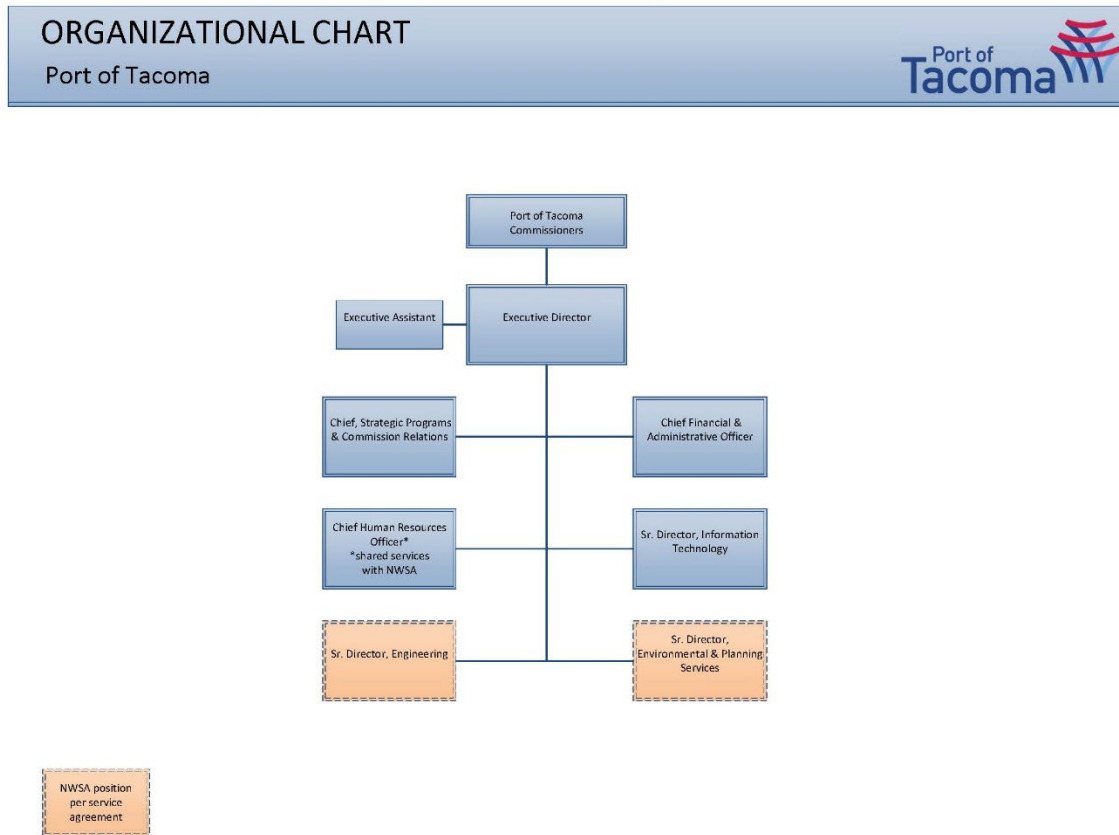 ORGANIZATIONAL CHART
Port of Tacoma
Port of
Tacoma
Port of Tacoma
Commissioners
Executive Assistant
Executive Director
Chief, Strategic Programs
& Commission Relations
Chief Financial &
Administrative Officer
Chief Human Resources
Officer*
*shared services
with NWSA
Sr. Director, Information
Technology
Sr. Director, Engineering
Sr. Director,
Environmental & Planning
Services
NWSA position
per service
agreement